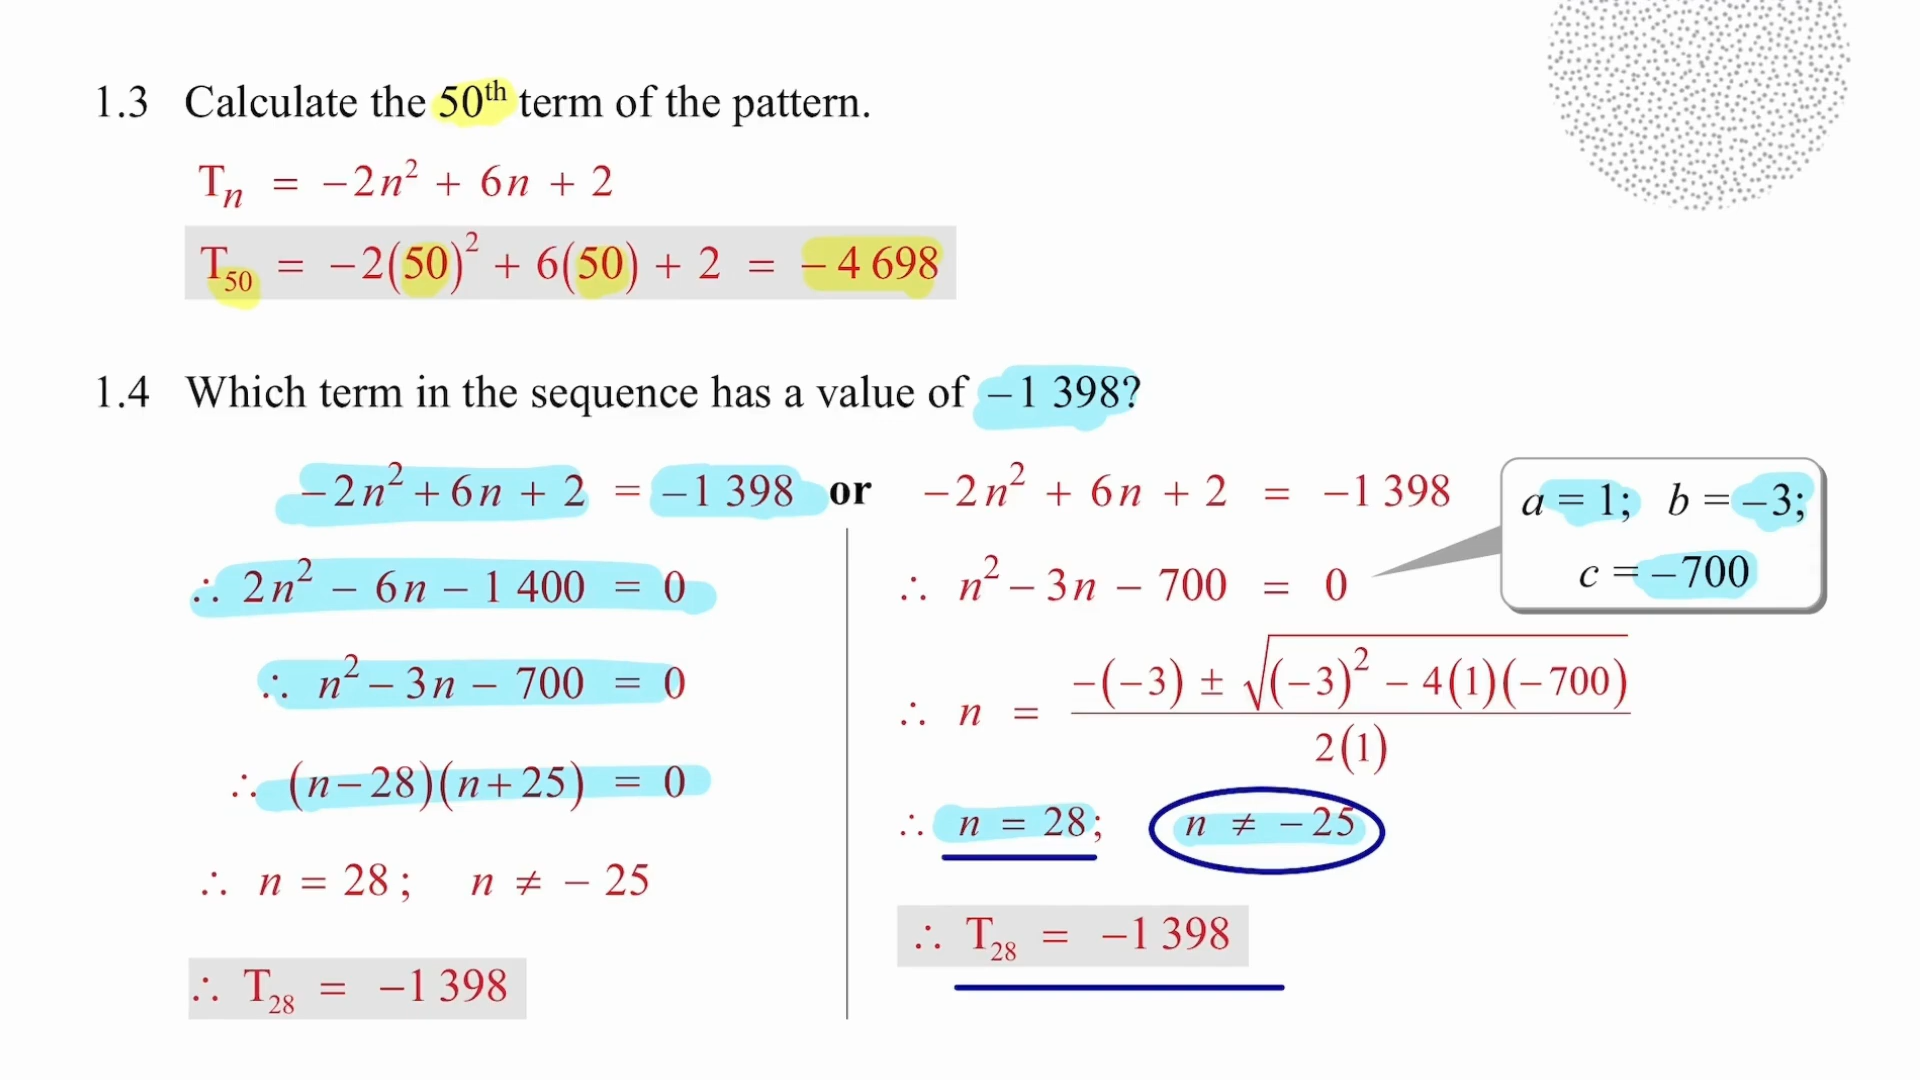 1.3 Calculate the 50th term of the pattern.
Tn = −2n² + 6n + 2
T50 = −2(50)² + 6(50) + 2 = −4 698
1.4 Which term in the sequence has a value of −1 398?
−2n² + 6n + 2 = −1 398 or
∴ 2n² − 6n − 1 400 = 0
∴ n² − 3n − 700 = 0
∴ (n−28)(n+25) = 0
∴ n = 28; n ≠ −25
∴ T28 = −1 398
−2n² + 6n + 2 = −1 398
∴ n² − 3n − 700 = 0
a = 1; b = −3;
c = −700
∴ n = (−(−3) ± √((−3)² − 4(1)(−700))) / 2(1)
∴ n = 28; n ≠ −25
∴ T28 = −1 398